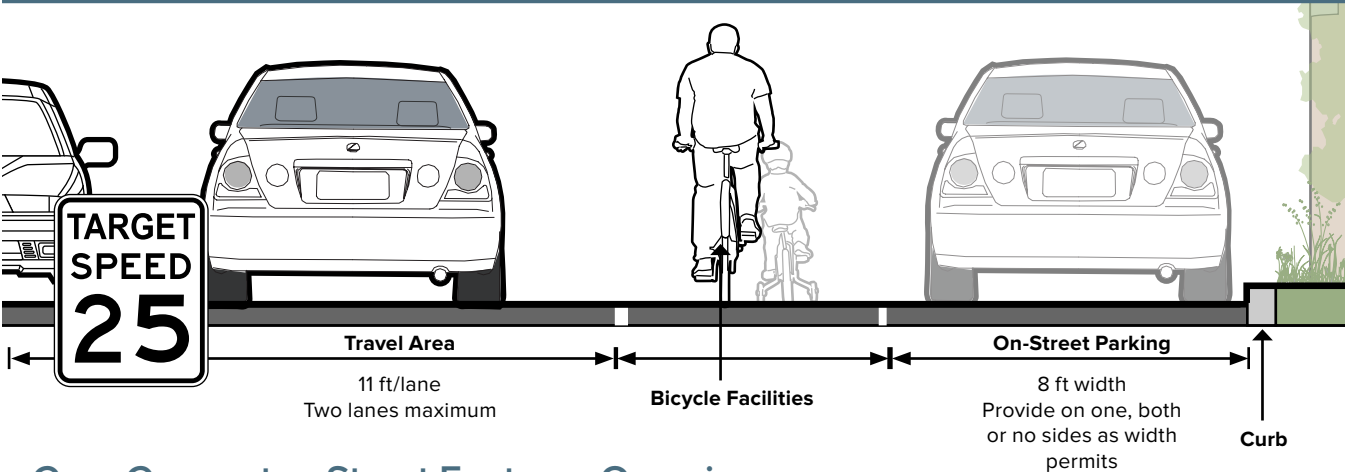 TARGET
SPEED
25
Travel Area
11 ft/lane
Two lanes maximum
Bicycle Facilities
On-Street Parking
8 ft width
Provide on one, both
or no sides as width
permits
Curb